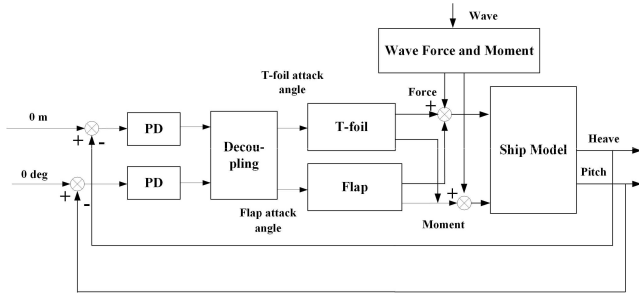 Wave
Wave Force and Moment
T-foil attack
angle
Force
+
0 m
+
-
PD
Decou-
pling
T-foil
Ship Model
Heave
Pitch
0 deg
+
-
PD
Flap
+
Flap attack
angle
Moment